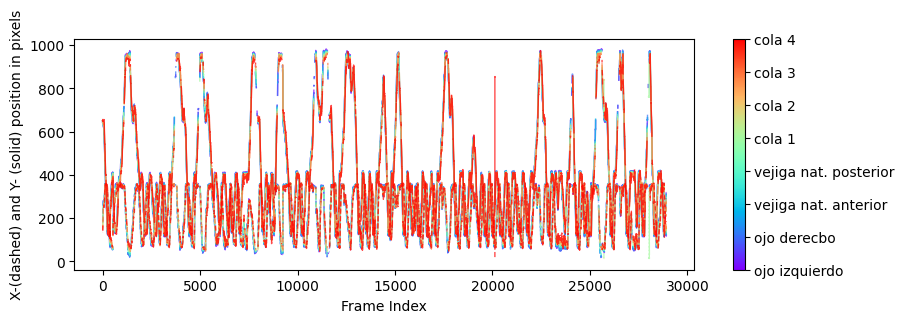 X-(dashed) and Y- (solid) position in pixels
1000
800
600
400
200
0
0 5000 10000 15000 20000 25000 30000
Frame Index
cola 4
cola 3
cola 2
cola 1
vejiga nat. posterior
vejiga nat. anterior
ojo derecbo
ojo izquierdo